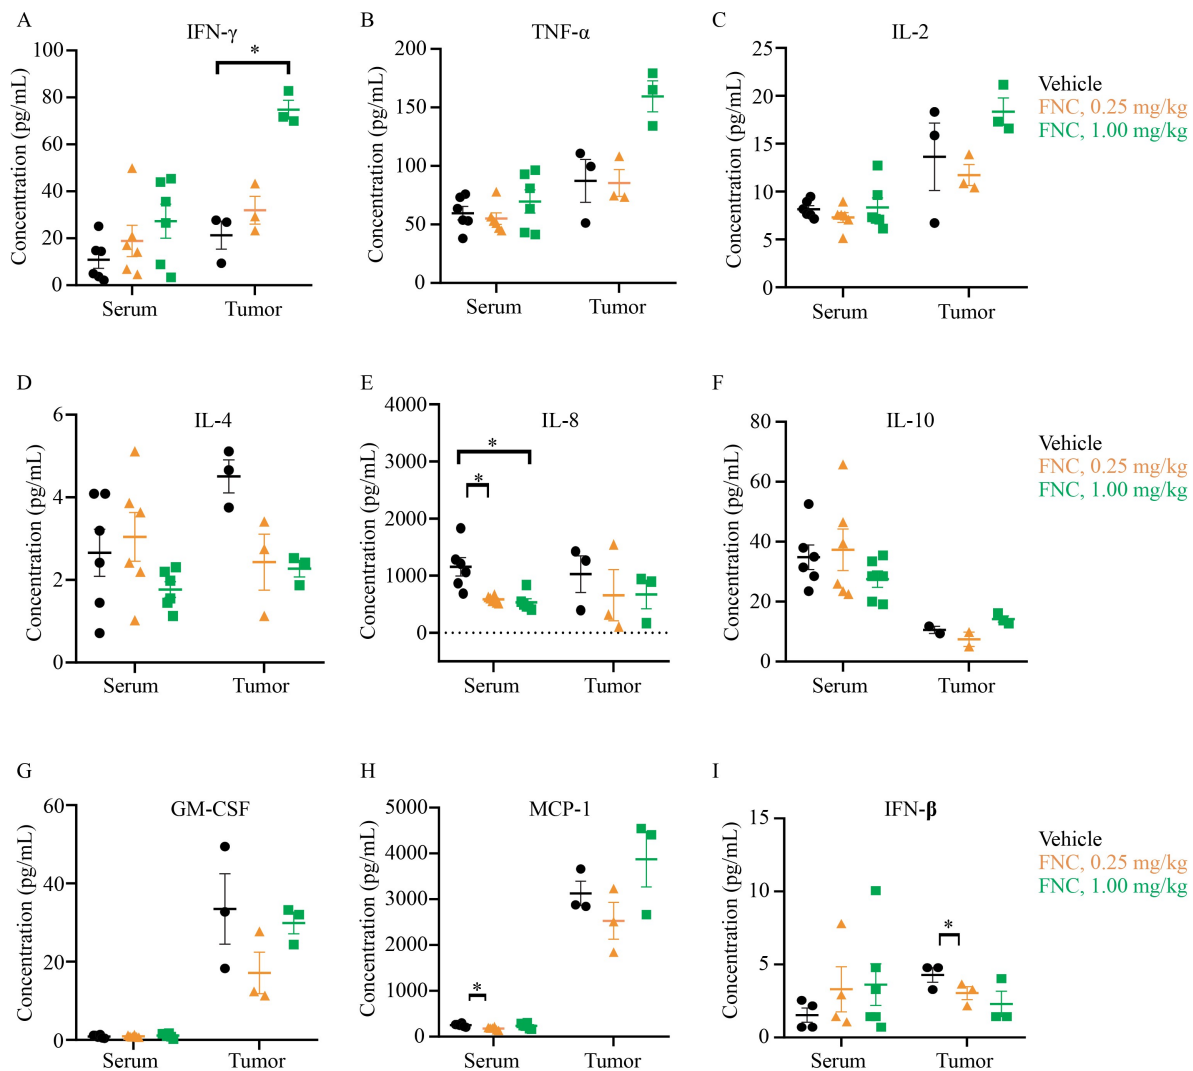 A
IFN-γ
Concentration (pg/mL)
100
80
60
40
20
0
*
Serum
Tumor
B
TNF-α
Concentration (pg/mL)
200
150
100
50
0
Serum
Tumor
C
IL-2
Concentration (pg/mL)
25
20
15
10
5
0
Serum
Tumor
Vehicle
FNC, 0.25 mg/kg
FNC, 1.00 mg/kg
D
IL-4
Concentration (pg/mL)
6
4
2
0
Serum
Tumor
E
IL-8
Concentration (pg/mL)
4000
3000
2000
1000
0
*
*
Serum
Tumor
F
IL-10
Concentration (pg/mL)
80
60
40
20
0
Serum
Tumor
Vehicle
FNC, 0.25 mg/kg
FNC, 1.00 mg/kg
G
GM-CSF
Concentration (pg/mL)
60
40
20
0
Serum
Tumor
H
MCP-1
Concentration (pg/mL)
5000
4000
3000
2000
1000
0
*
Serum
Tumor
I
IFN-β
Concentration (pg/mL)
15
10
5
0
*
Serum
Tumor
Vehicle
FNC, 0.25 mg/kg
FNC, 1.00 mg/kg